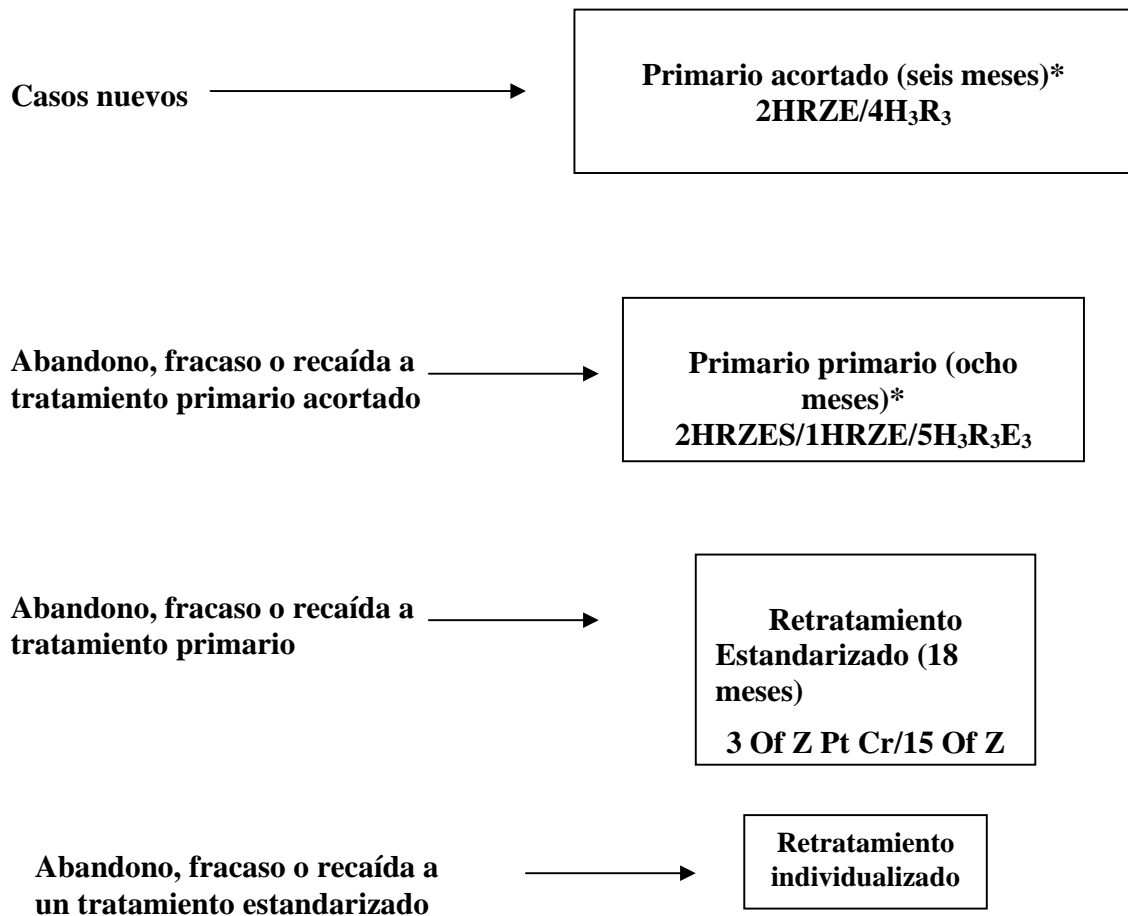 Casos nuevos
Primario acortado (seis meses)*
2HRZE/4H₃R₃
Abandono, fracaso o recaída a
tratamiento primario acortado
Primario primario (ocho
meses)*
2HRZES/1HRZE/5H₃R₃E₃
Abandono, fracaso o recaída a
tratamiento primario
Retratamiento
Estandarizado (18
meses)
3 Of Z Pt Cr/15 Of Z
Abandono, fracaso o recaída a
un tratamiento estandarizado
Retratamiento
individualizado